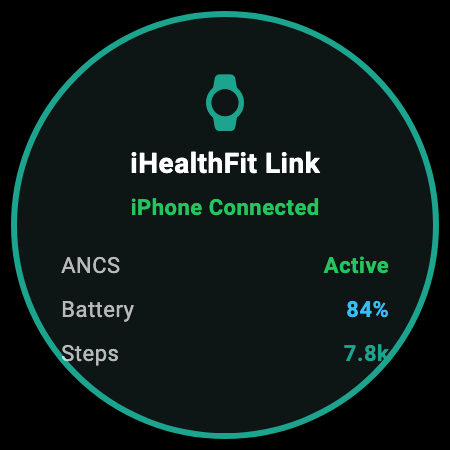 iHealthFit Link
iPhone Connected
ANCS Active
Battery 84%
Steps 7.8k